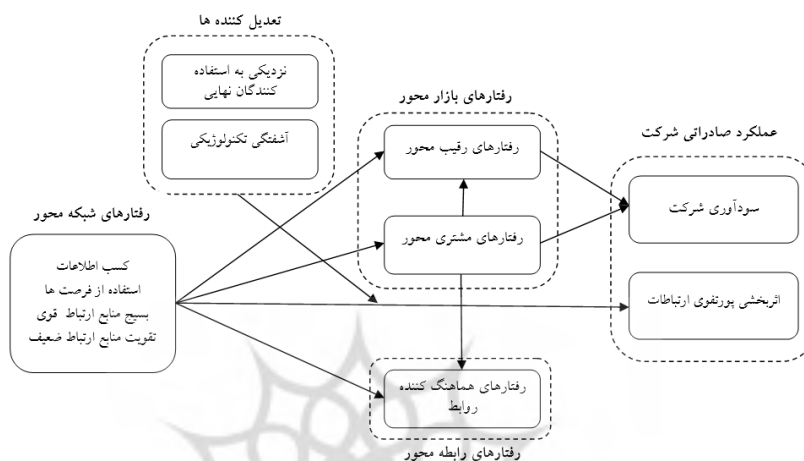 تعدیل کننده ها
نزدیکی به استفاده
کنندگان نهایی
آشفتگی تکنولوژیکی
رفتارهای بازار محور
رفتارهای رقیب محور
رفتارهای مشتری محور
عملکرد صادراتی شرکت
سودآوری شرکت
اثربخشی پورتفوی ارتباطات
رفتارهای شبکه محور
کسب اطلاعات
استفاده از فرصت ها
بسیج منابع ارتباط قوی
تقویت منابع ارتباط ضعیف
رفتارهای هماهنگ کننده
روابط
رفتارهای رابطه محور